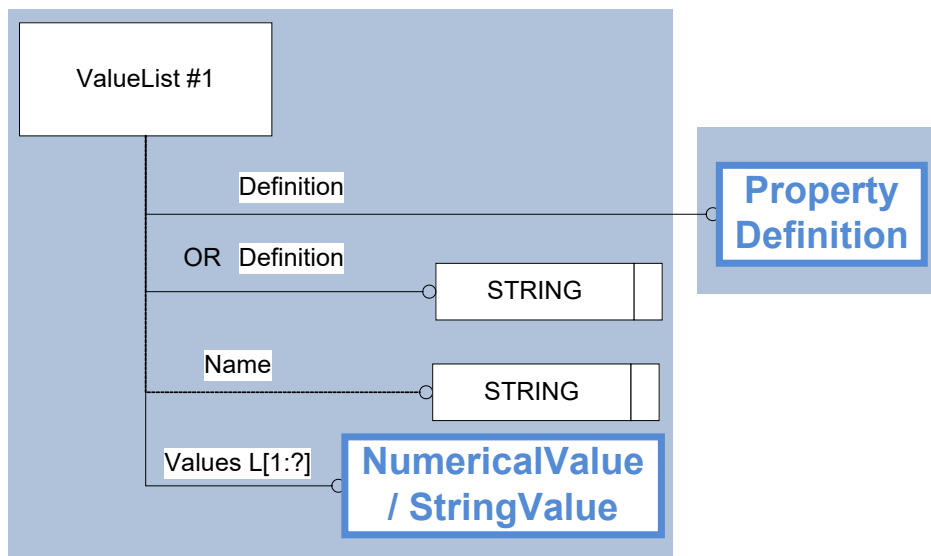 ValueList #1
Definition
Property
Definition
OR Definition
STRING
Name
STRING
Values L[1:?]
NumericalValue
/ StringValue